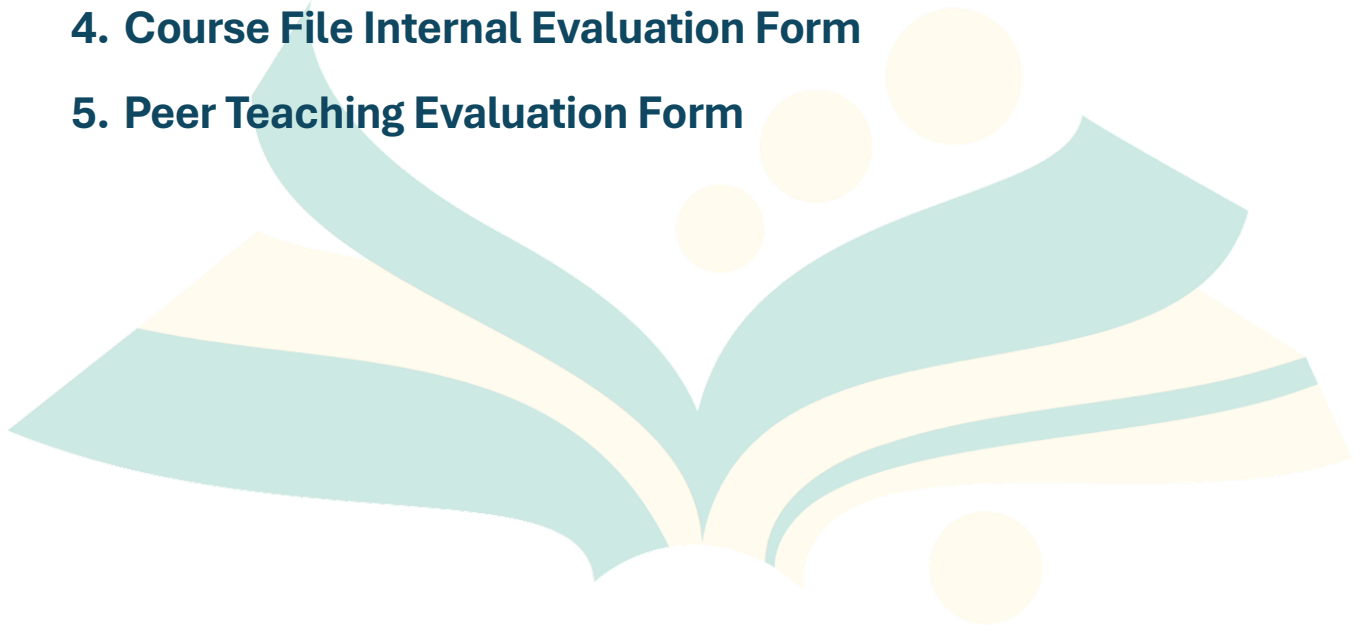 4. Course File Internal Evaluation Form
5. Peer Teaching Evaluation Form